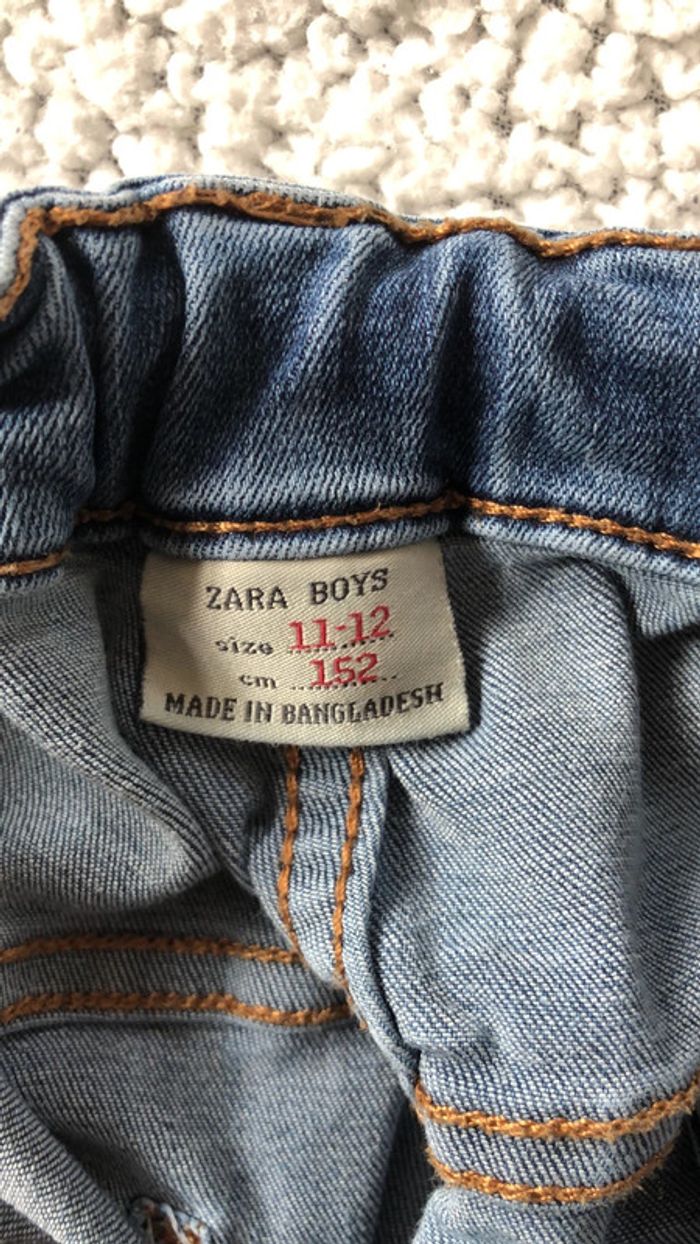 ZARA BOYS
size 11-12
cm 152
MADE IN BANGLADESH